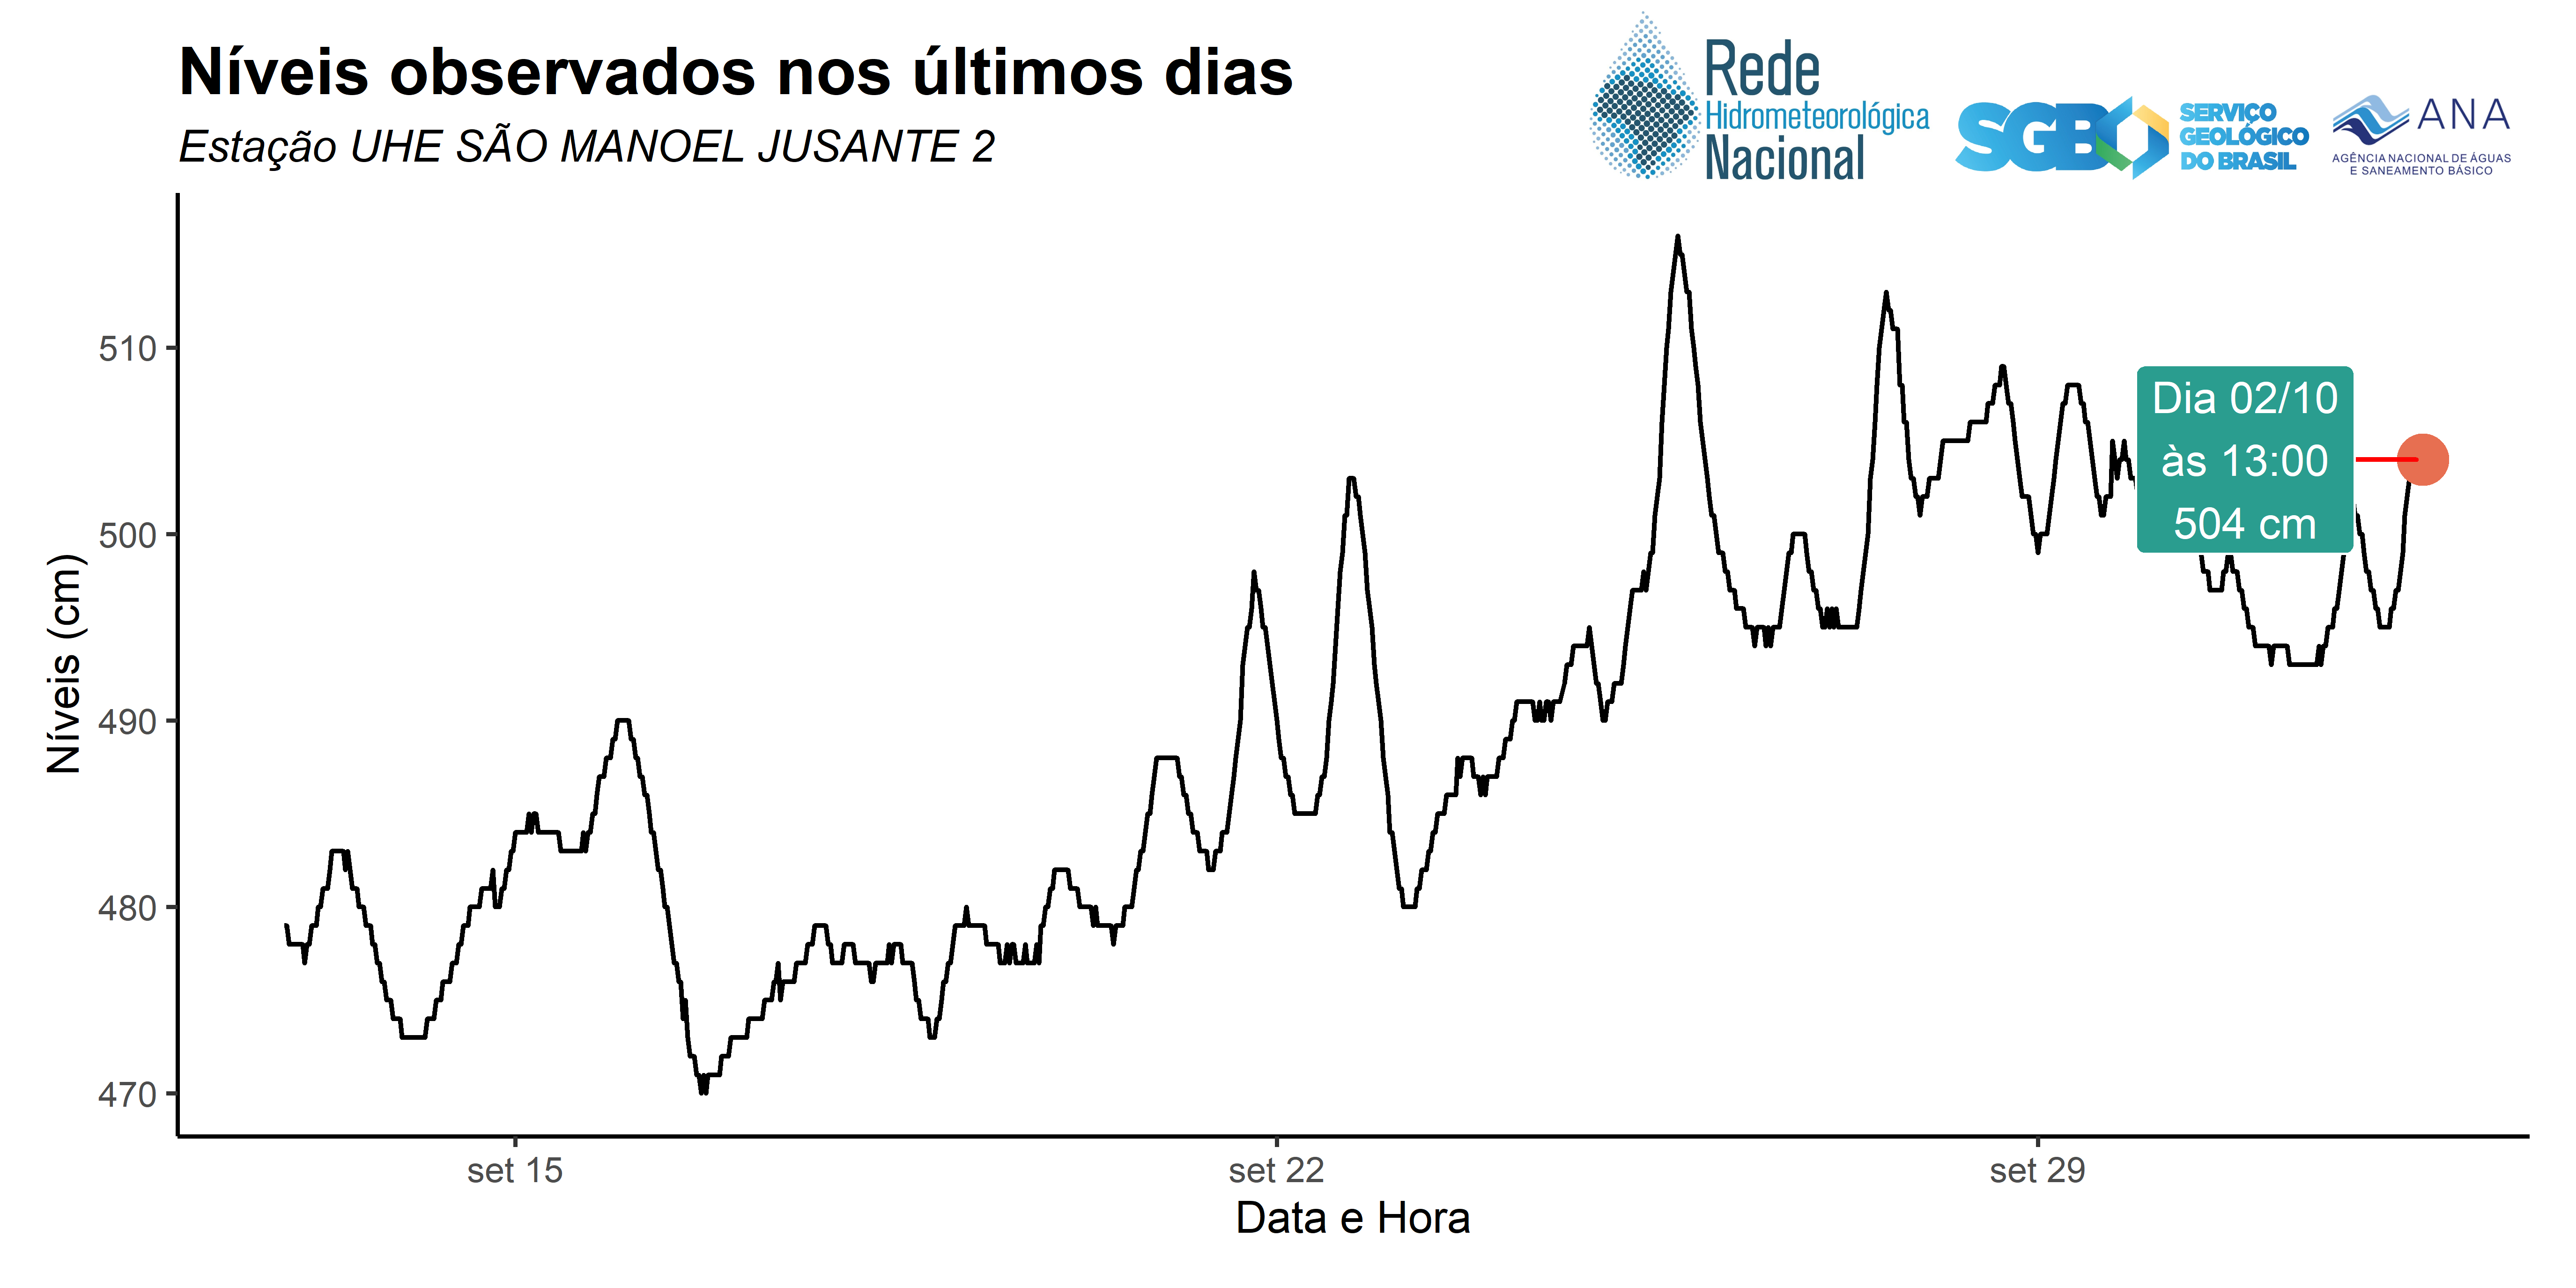 Níveis observados nos últimos dias
Estação UHE SÃO MANOEL JUSANTE 2
Rede
Hidrometeorológica
Nacional
SGB
SERVIÇO
GEOLÓGICO
DO BRASIL
ANA
AGÊNCIA NACIONAL DE ÁGUAS
E SANEAMENTO BÁSICO
Níveis (cm)
510
500
490
480
470
Dia 02/10
às 13:00
504 cm
set 15
set 22
set 29
Data e Hora